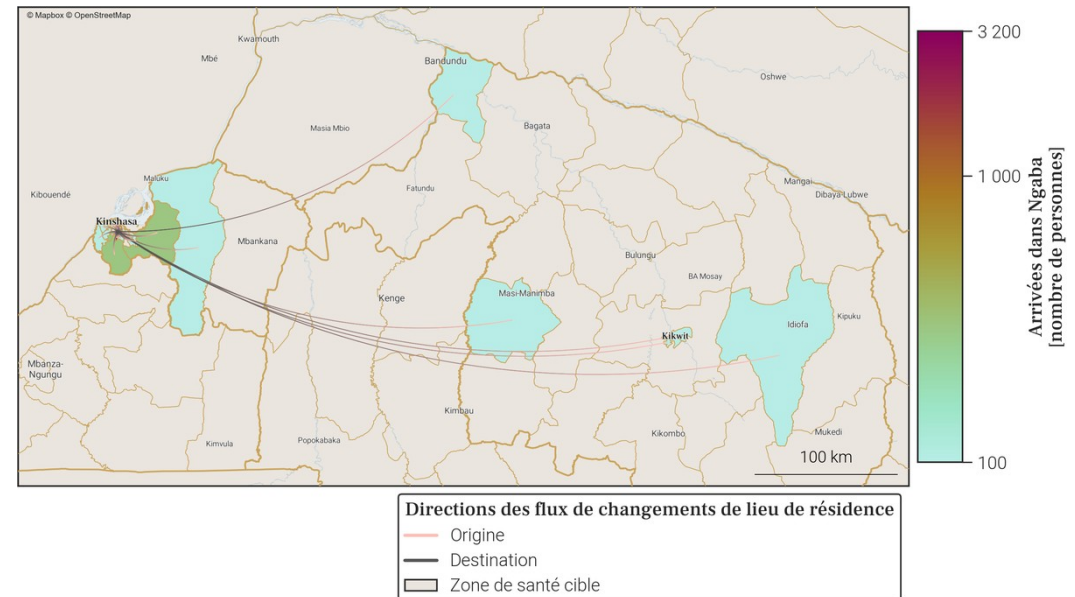 © Mapbox © OpenStreetMap
Kwamouth
Mbé
Bandundu
Oshwe
Masia Mbio
Bagata
Maluku
Kibouendé
Fatundu
Mangai
Dibaya-Lubwe
Kinshasa
Mbankana
Bulungu
BA Mosay
Kenge
Masi-Manimba
Idiofa
Kipuku
Kikwit
Mbanza-
Ngungu
Kimbau
Kimvula
Popokabaka
Kikombo
Mukedi
100 km
3 200
1 000
100
Arrivées dans Ngaba
[nombre de personnes]
Directions des flux de changements de lieu de résidence
Origine
Destination
Zone de santé cible